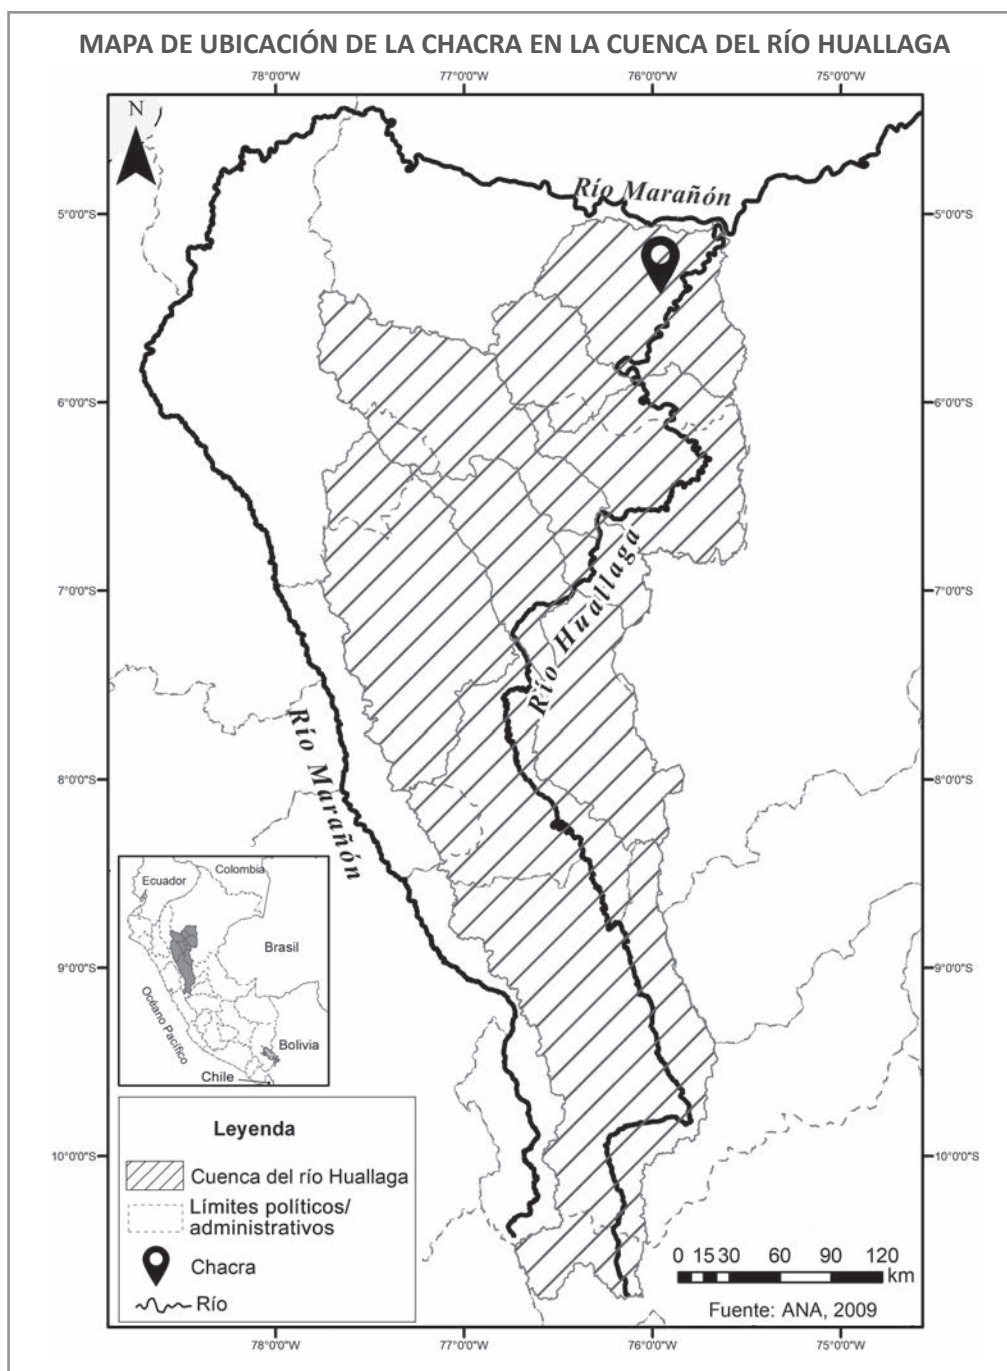 MAPA DE UBICACIÓN DE LA CHACRA EN LA CUENCA DEL RÍO HUALLAGA
78°0'0"W
77°0'0"W
76°0'0"W
75°0'0"W
N
Río Marañón
5°0'0"S
5°0'0"S
6°0'0"S
6°0'0"S
Río Huallaga
7°0'0"S
7°0'0"S
Río Marañón
8°0'0"S
8°0'0"S
Colombia
Ecuador
Brasil
Océano Pacífico
Bolivia
Chile
9°0'0"S
9°0'0"S
Leyenda
Cuenca del río Huallaga
Límites políticos/
administrativos
Chacra
Río
10°0'0"S
10°0'0"S
0 15 30 60 90 120
km
Fuente: ANA, 2009
78°0'0"W
77°0'0"W
76°0'0"W
75°0'0"W